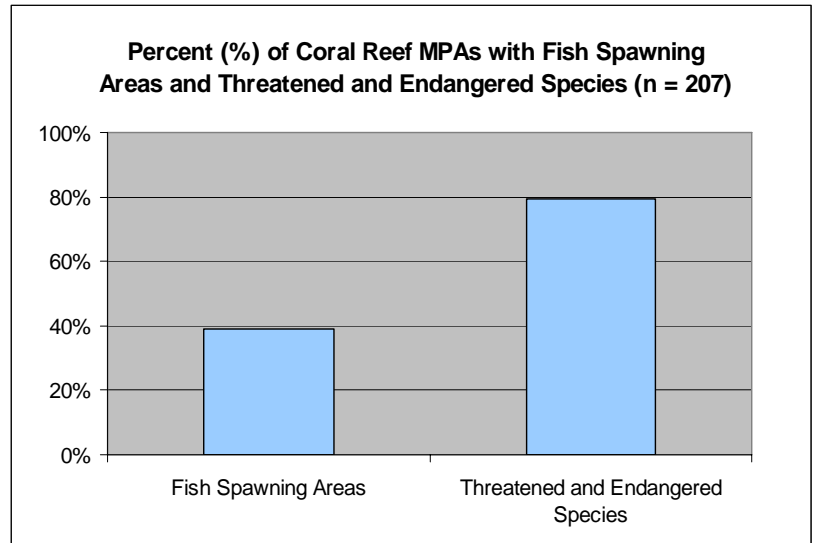 Percent (%) of Coral Reef MPAs with Fish Spawning
Areas and Threatened and Endangered Species (n = 207)
100%
80%
60%
40%
20%
0%
Fish Spawning Areas
Threatened and Endangered
Species